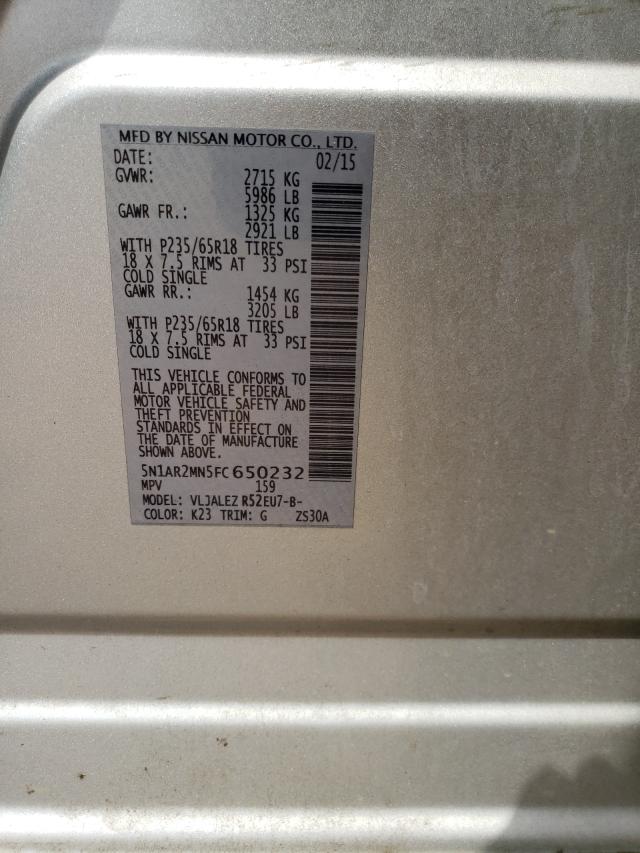 MFD BY NISSAN MOTOR CO., LTD.
DATE: 02/15
GVWR: 2715 KG
5986 LB
GAWR FR.: 1325 KG
2921 LB
WITH P235/65R18 TIRES
18 X 7.5 RIMS AT 33 PSI
COLD SINGLE
GAWR RR.: 1454 KG
3205 LB
WITH P235/65R18 TIRES
18 X 7.5 RIMS AT 33 PSI
COLD SINGLE
THIS VEHICLE CONFORMS TO
ALL APPLICABLE FEDERAL
MOTOR VEHICLE SAFETY AND
THEFT PREVENTION
STANDARDS IN EFFECT ON
THE DATE OF MANUFACTURE
SHOWN ABOVE.
5N1AR2MN5FC650232
MPV 159
MODEL: VLJALEZ R52EU7-B-
COLOR: K23 TRIM: G ZS30A